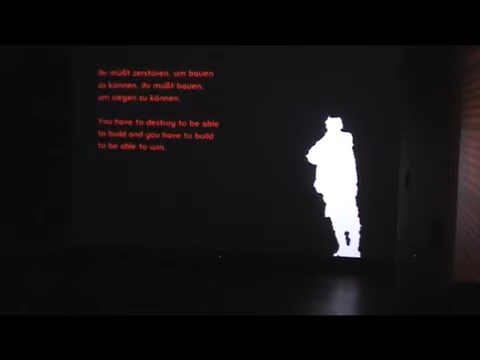 Ihr müßt zerstören, um bauen
zu können. Ihr müßt bauen,
um siegen zu können.
You have to destroy to be able
to build and you have to build
to be able to win.